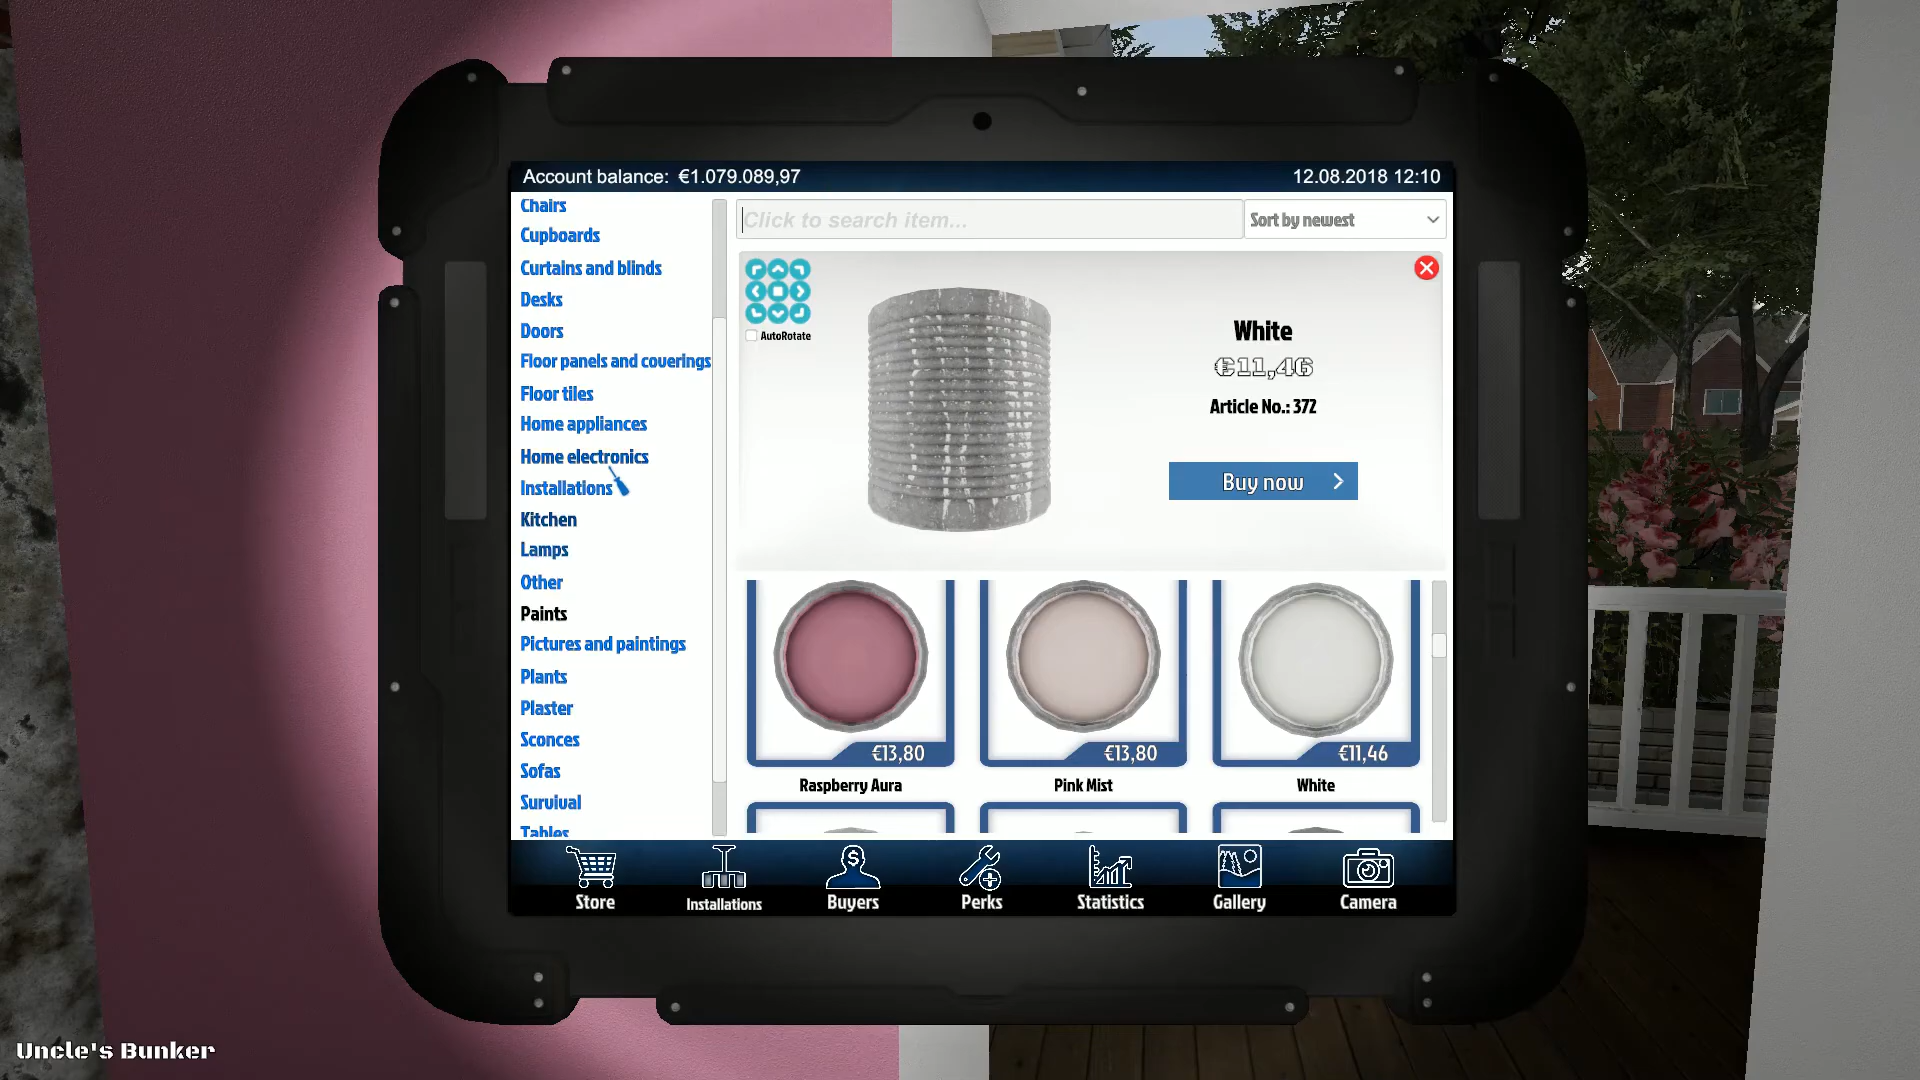 Account balance: €1.079.089,97
12.08.2018 12:10
Chairs
Cupboards
Curtains and blinds
Desks
Doors
Floor panels and coverings
Floor tiles
Home appliances
Home electronics
Installations
Kitchen
Lamps
Other
Paints
Pictures and paintings
Plants
Plaster
Sconces
Sofas
Survival
Tables
Click to search item...
Sort by newest
AutoRotate
White
€11,46
Article No.: 372
Buy now
€13,80
€13,80
€11,46
Raspberry Aura
Pink Mist
White
Store
Installations
Buyers
Perks
Statistics
Gallery
Camera
Uncle's Bunker